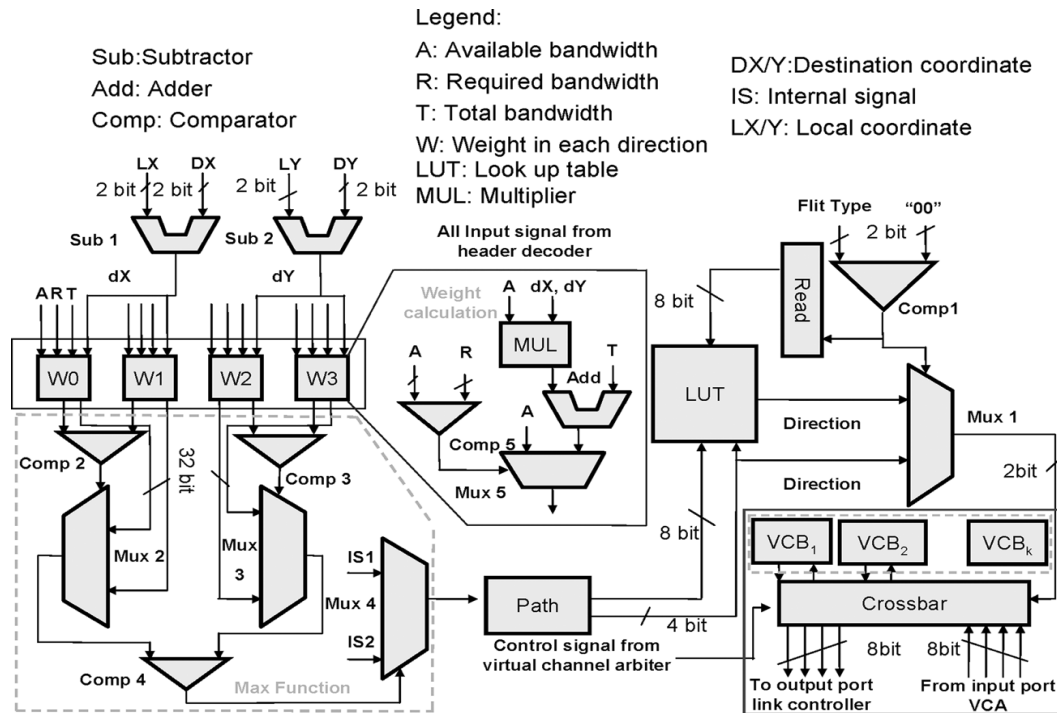 Legend:
Sub:Subtractor
Add: Adder
Comp: Comparator
A: Available bandwidth
R: Required bandwidth
T: Total bandwidth
W: Weight in each direction
LUT: Look up table
MUL: Multiplier
DX/Y:Destination coordinate
IS: Internal signal
LX/Y: Local coordinate
LX DX
2 bit 2 bit
Sub 1
dX
LY DY
2 bit 2 bit
Sub 2
dY
A R T
W0 W1 W2 W3
Comp 2
32 bit
Comp 3
Mux 2
Mux
3
Comp 4
Max Function
All Input signal from
header decoder
Weight
calculation
A dX, dY
MUL
A R
T
Add
A
Comp 5
Mux 5
IS1
Mux 4
IS2
Path
8 bit
4 bit
Control signal from
virtual channel arbiter
Flit Type "00"
2 bit
Comp1
Read
8 bit
LUT
Direction
Direction
Mux 1
2bit
VCB1 VCB2 VCBk
Crossbar
8bit 8bit
To output port
link controller
From input port
VCA